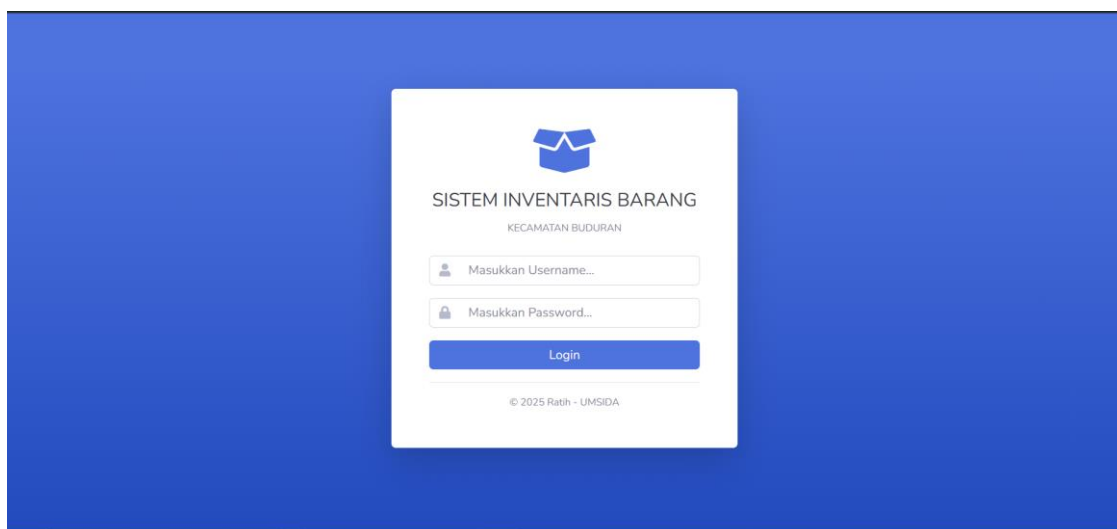 SISTEM INVENTARIS BARANG
KECAMATAN BUDURAN
Masukkan Username...
Masukkan Password...
Login
© 2025 Ratih - UMSIDA